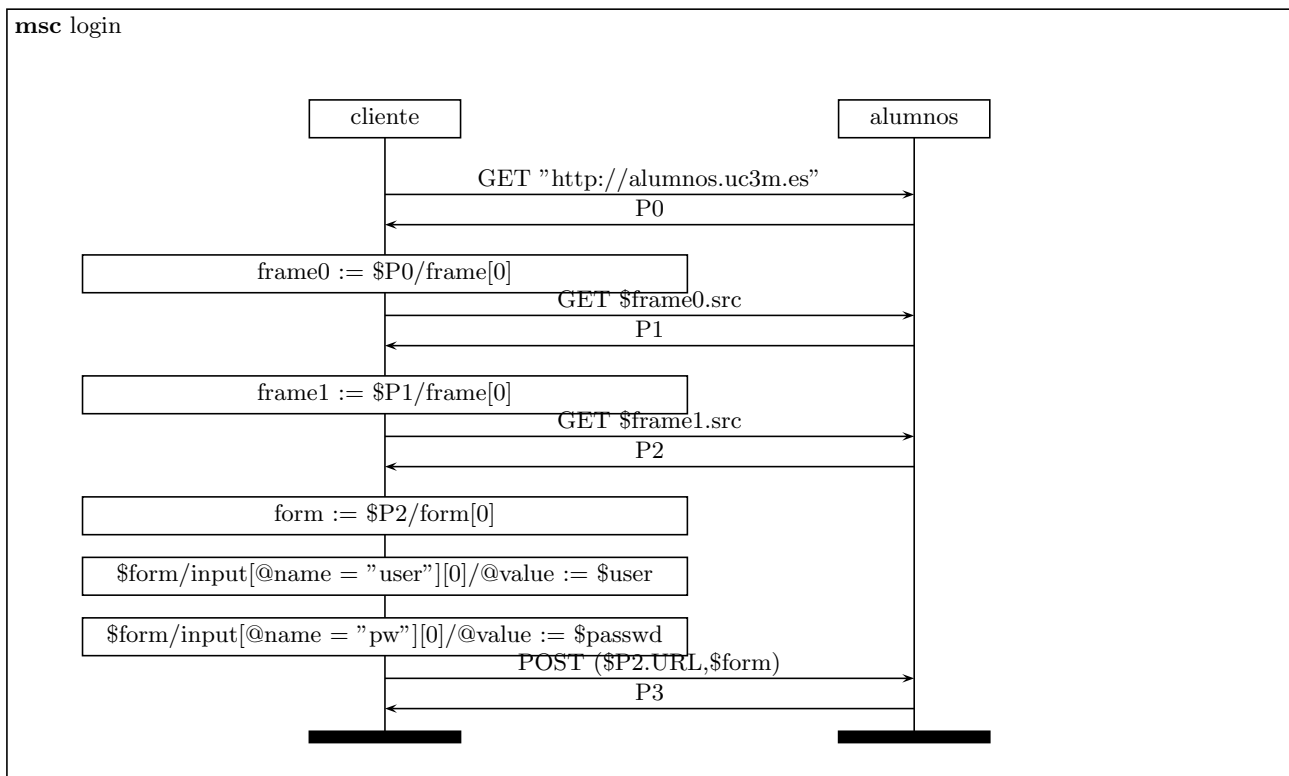 msc login
cliente
alumnos
GET ”http://alumnos.uc3m.es”
P0
frame0 := $P0/frame[0]
GET $frame0.src
P1
frame1 := $P1/frame[0]
GET $frame1.src
P2
form := $P2/form[0]
$form/input[@name = ”user”][0]/@value := $user
$form/input[@name = ”pw”][0]/@value := $passwd
POST ($P2.URL,$form)
P3